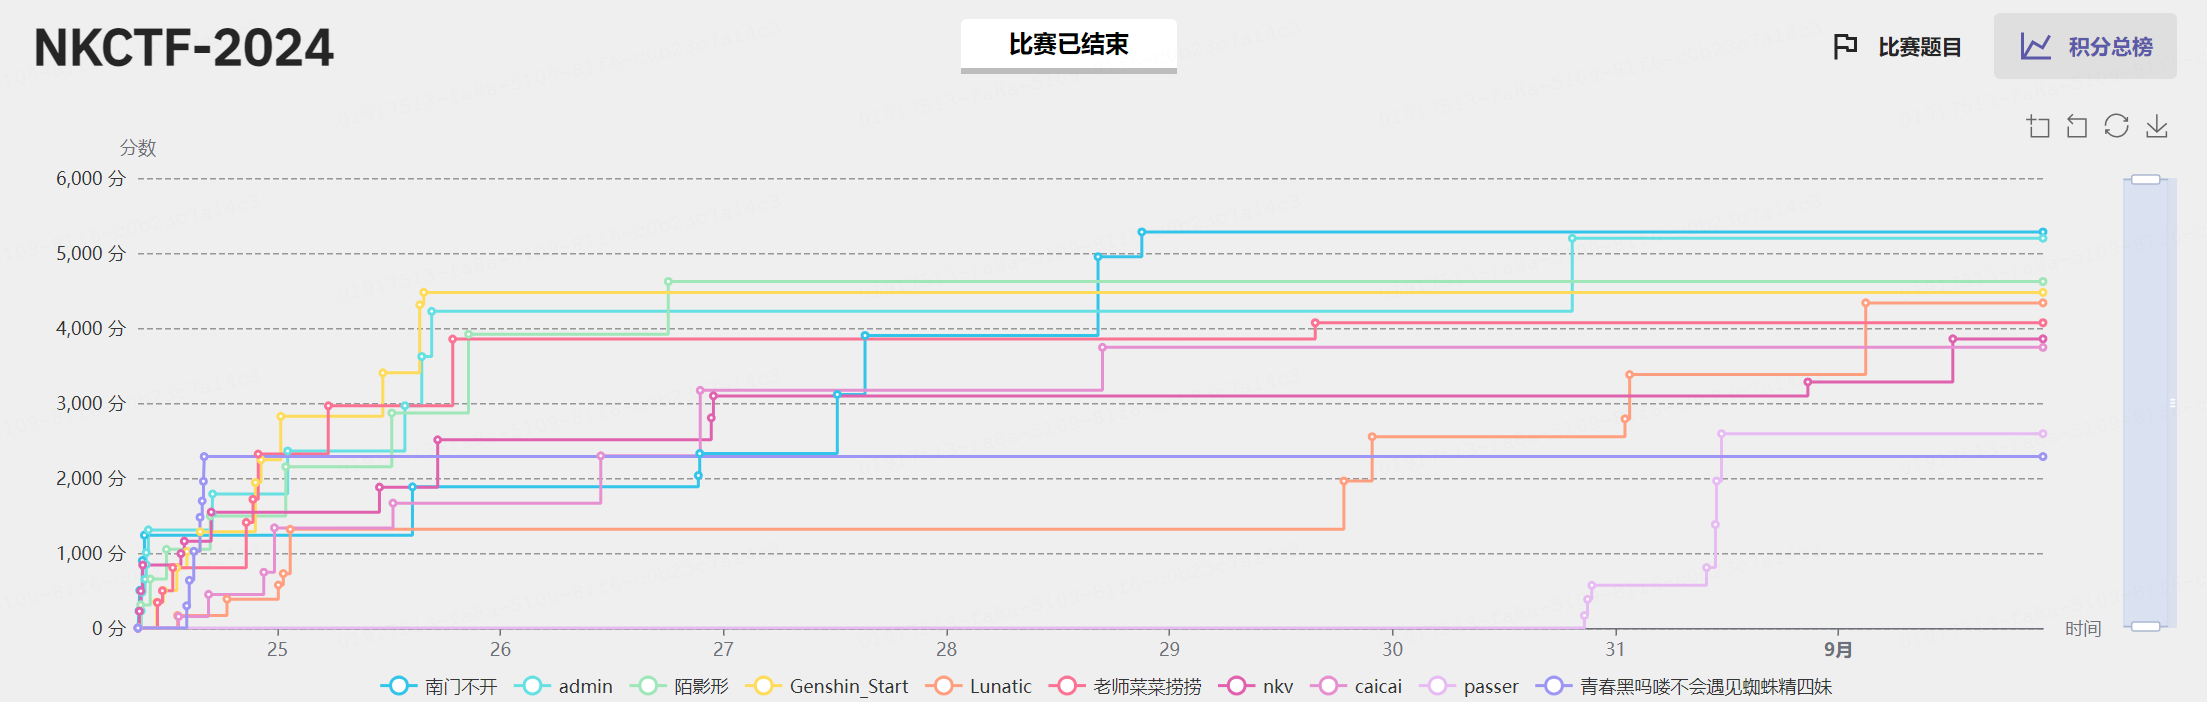 NKCTF-2024
比赛已结束
比赛题目
积分总榜
分数
6,000 分
5,000 分
4,000 分
3,000 分
2,000 分
1,000 分
0 分
25 26 27 28 29 30 31 9月
时间
南门不开 admin 陌影形 Genshin_Start Lunatic 老师菜菜捞捞 nkv caicai passer 青春黑吗喽不会遇见蜘蛛精四妹